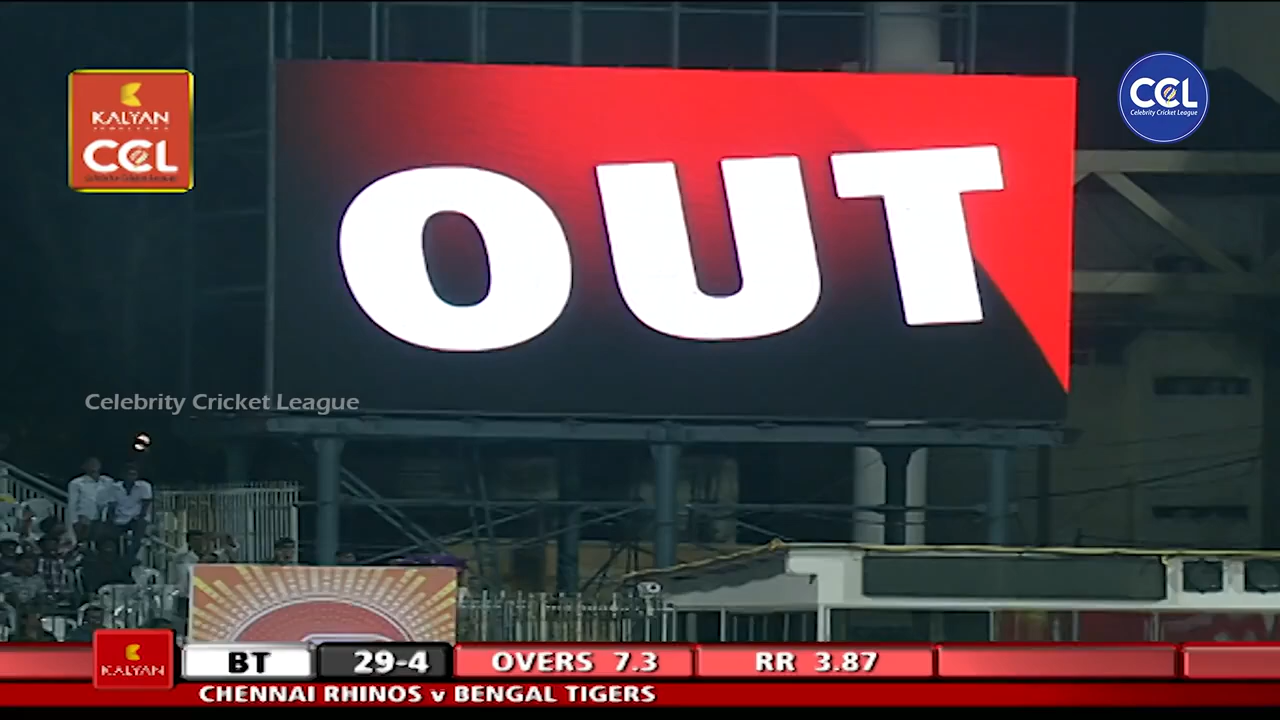 KALYAN
CCL
CCL
Celebrity Cricket League
OUT
Celebrity Cricket League
KALYAN
BT 29-4 OVERS 7.3 RR 3.87
CHENNAI RHINOS v BENGAL TIGERS